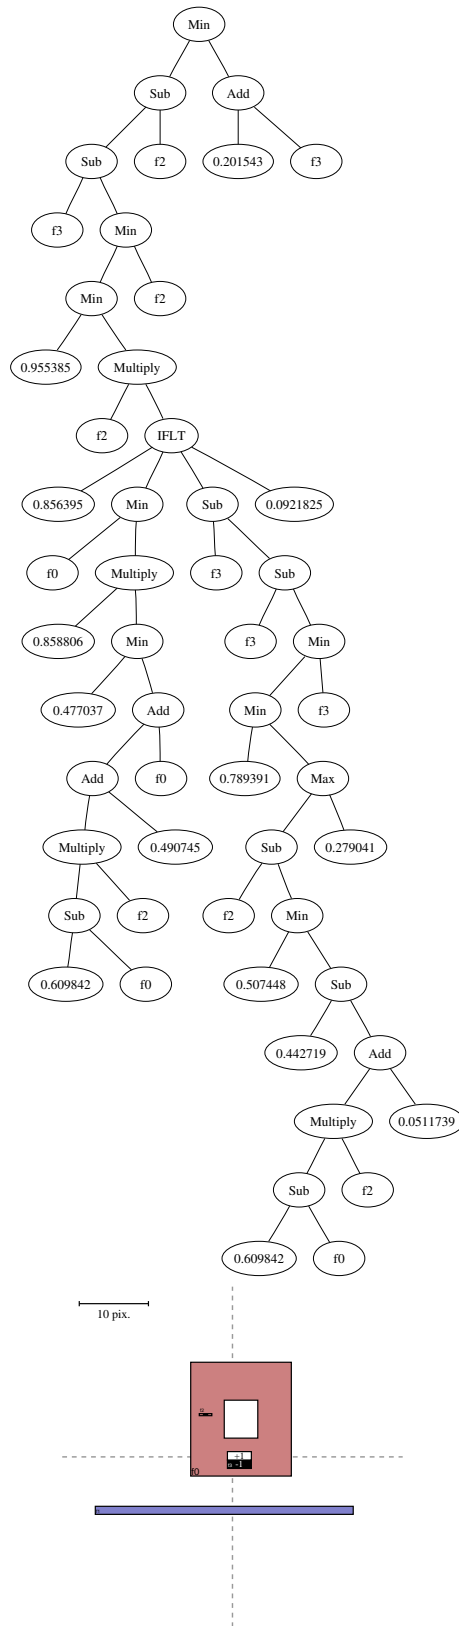 Min
Sub Add
Sub f2 0.201543 f3
f3 Min
Min f2
0.955385 Multiply
f2 IFLT
0.856395 Min Sub 0.0921825
f0 Multiply f3 Sub
0.858806 Min f3 Min
0.477037 Add Min f3
Add f0 0.789391 Max
Multiply 0.490745 Sub 0.279041
Sub f2 f2 Min
0.609842 f0 0.507448 Sub
0.442719 Add
Multiply 0.0511739
Sub f2
0.609842 f0
10 pix.
+1
-1
f0